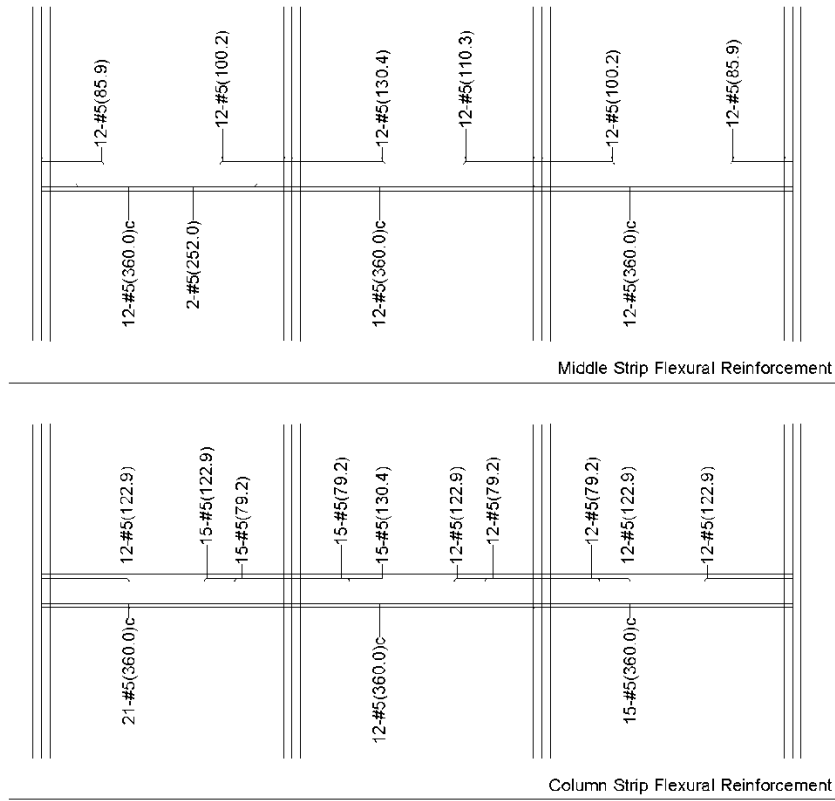 12-#5(85.9)
12-#5(100.2)
12-#5(130.4)
12-#5(110.3)
12-#5(100.2)
12-#5(85.9)
12-#5(360.0)c
2-#5(252.0)
12-#5(360.0)c
12-#5(360.0)c
Middle Strip Flexural Reinforcement
12-#5(122.9)
15-#5(122.9)
15-#5(79.2)
15-#5(79.2)
15-#5(130.4)
12-#5(122.9)
12-#5(79.2)
12-#5(79.2)
12-#5(122.9)
12-#5(122.9)
21-#5(360.0)c
12-#5(360.0)c
15-#5(360.0)c
Column Strip Flexural Reinforcement